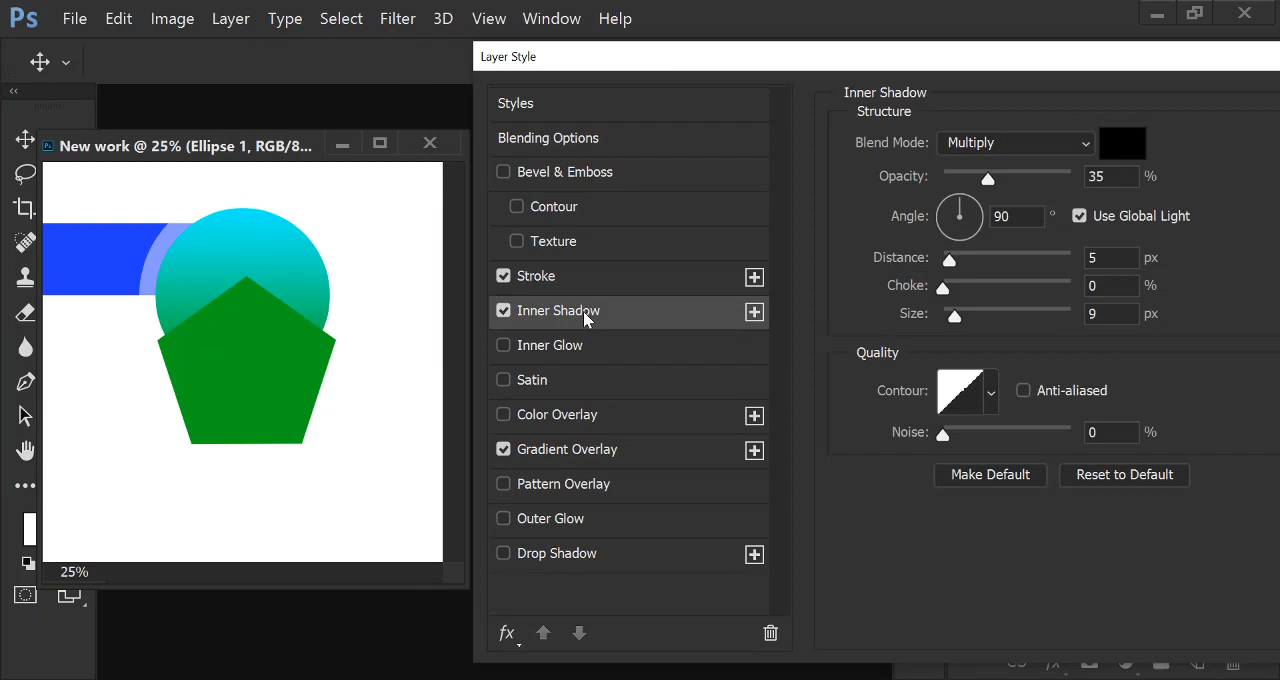 Ps File Edit Image Layer Type Select Filter 3D View Window Help
Layer Style
New work @ 25% (Ellipse 1, RGB/8...
25%
Styles
Blending Options
Bevel & Emboss
Contour
Texture
Stroke
Inner Shadow
Inner Glow
Satin
Color Overlay
Gradient Overlay
Pattern Overlay
Outer Glow
Drop Shadow
fx
Inner Shadow
Structure
Blend Mode: Multiply
Opacity: 35 %
Angle: 90 ° Use Global Light
Distance: 5 px
Choke: 0 %
Size: 9 px
Quality
Contour: Anti-aliased
Noise: 0 %
Make Default Reset to Default